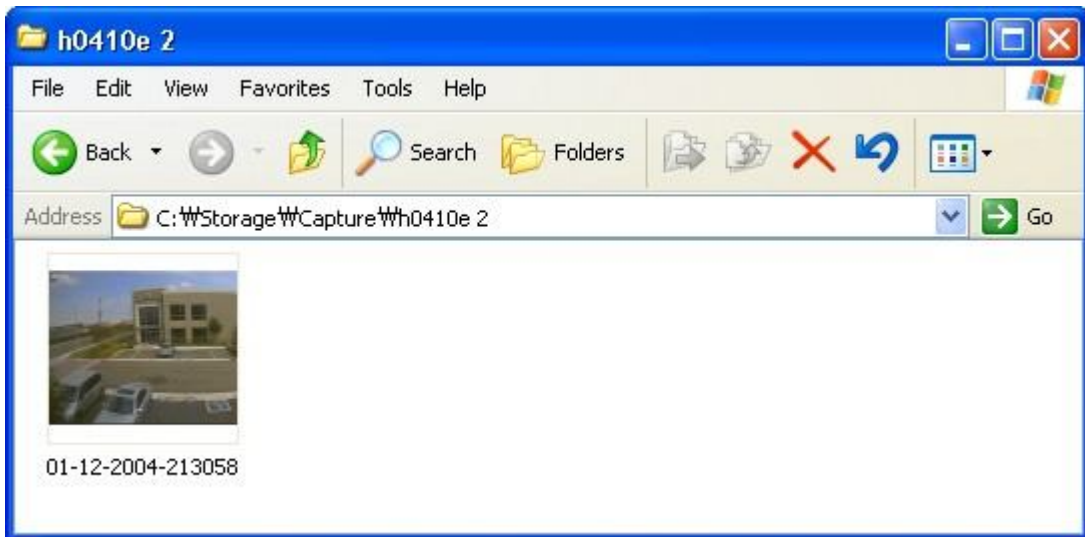 h0410e 2
File Edit View Favorites Tools Help
Back Search Folders
Address C:₩Storage₩Capture₩h0410e 2 Go
01-12-2004-213058